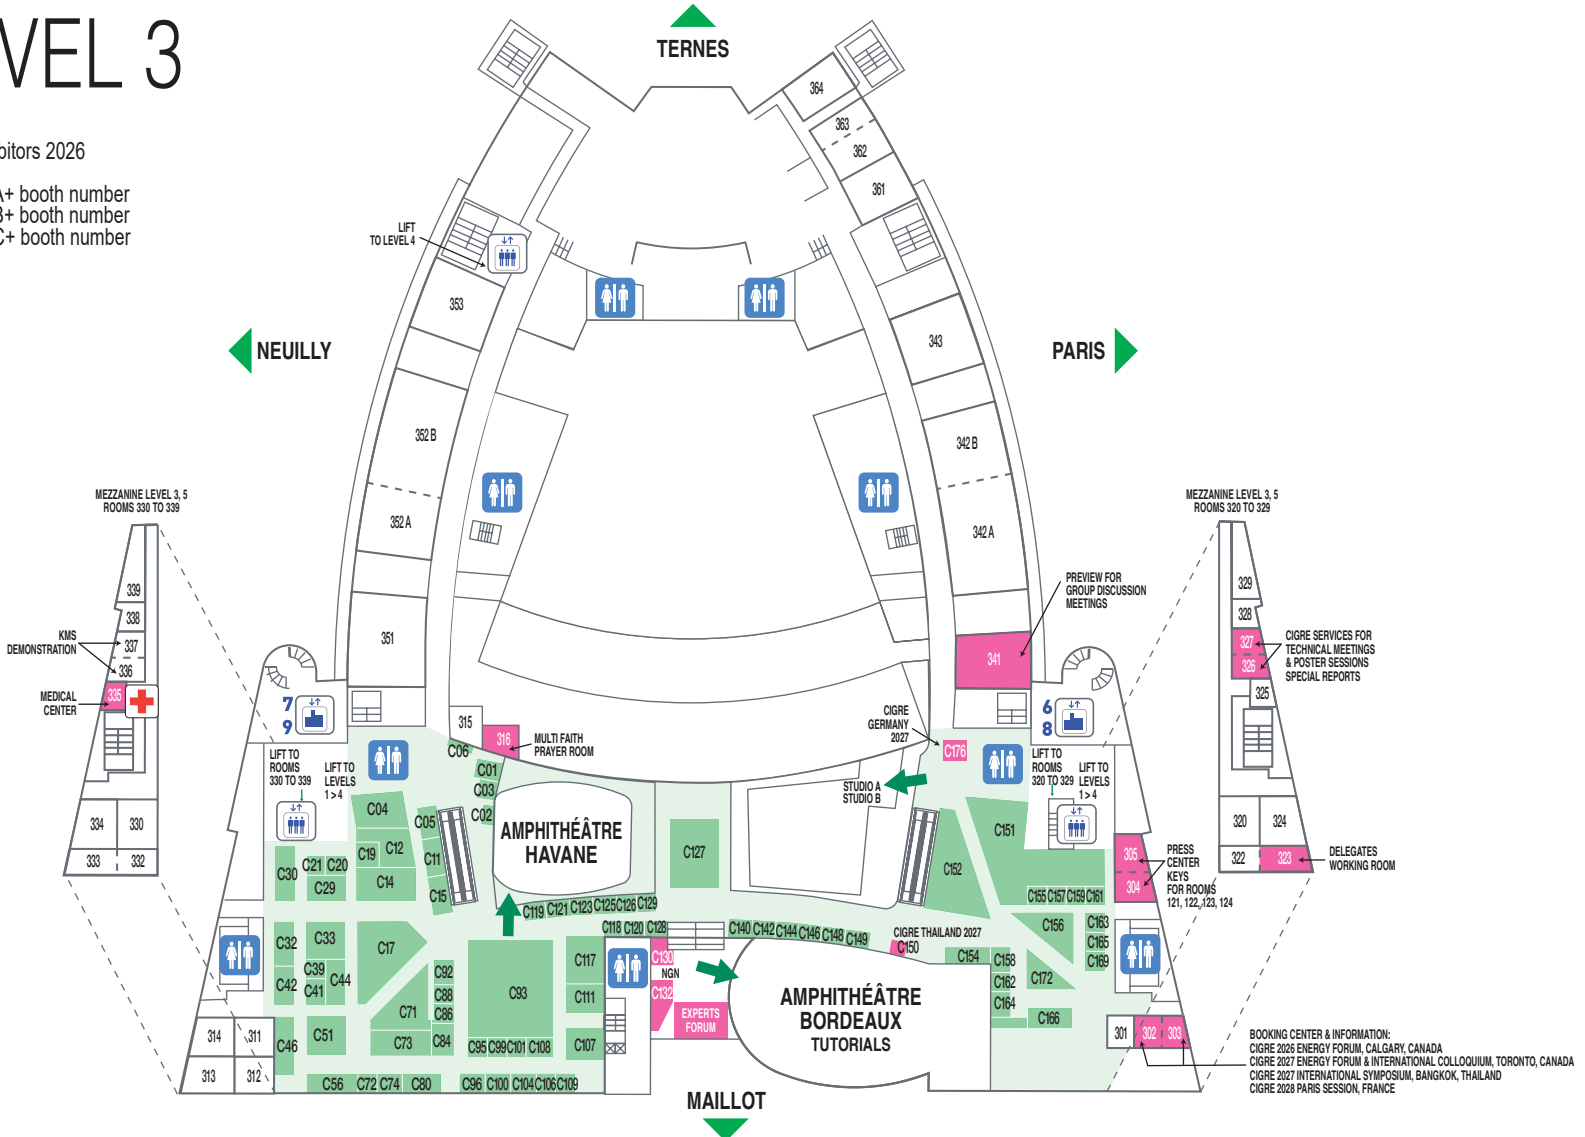 VEL 3
bitors 2026
A+ booth number
B+ booth number
C+ booth number
TERNES
364
363
362
361
LIFT
TO LEVEL 4
353
343
NEUILLY
PARIS
352 B
342 B
352 A
342 A
MEZZANINE LEVEL 3, 5
ROOMS 330 TO 339
339
338
337
336
335
KMS
DEMONSTRATION
MEDICAL
CENTER
334
330
333
332
MEZZANINE LEVEL 3, 5
ROOMS 320 TO 329
329
328
327
326
325
CIGRE SERVICES FOR
TECHNICAL MEETINGS
& POSTER SESSIONS
SPECIAL REPORTS
320
324
322
323
DELEGATES
WORKING ROOM
PREVIEW FOR
GROUP DISCUSSION
MEETINGS
351
341
7
9
6
8
315
316
MULTI FAITH
PRAYER ROOM
CIGRE
GERMANY
2027
C176
STUDIO A
STUDIO B
LIFT TO
ROOMS
330 TO 339
LIFT TO
LEVELS
1 > 4
LIFT TO
ROOMS
320 TO 329
LIFT TO
LEVELS
1 > 4
C06
C01
C03
C02
C04
C05
C19
C12
C11
C14
C15
C21
C20
C30
C29
AMPHITHÉÂTRE
HAVANE
C127
C151
C152
305
304
PRESS
CENTER
KEYS
FOR ROOMS
121, 122, 123, 124
C155
C157
C159
C161
C119
C121
C123
C125
C126
C129
C118
C120
C128
C140
C142
C144
C146
C148
C149
CIGRE THAILAND 2027
C150
C156
C163
C165
C169
C154
C158
C162
C164
C172
C166
C32
C33
C39
C41
C42
C44
C17
C92
C88
C86
C84
C71
C73
C93
C117
C111
C107
C130
NGN
C132
EXPERTS
FORUM
AMPHITHÉÂTRE
BORDEAUX
TUTORIALS
C46
C51
C95
C99
C101
C108
C56
C72
C74
C80
C96
C100
C104
C106
C109
314
311
313
312
301
302
303
BOOKING CENTER & INFORMATION:
CIGRE 2026 ENERGY FORUM, CALGARY, CANADA
CIGRE 2027 ENERGY FORUM & INTERNATIONAL COLLOQUIUM, TORONTO, CANADA
CIGRE 2027 INTERNATIONAL SYMPOSIUM, BANGKOK, THAILAND
CIGRE 2028 PARIS SESSION, FRANCE
MAILLOT